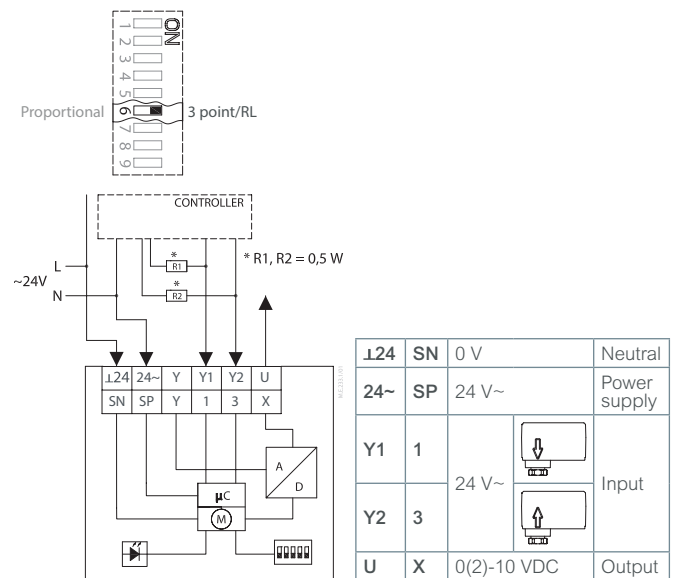 1
2
3
4
5
6
7
8
9
ON
Proportional
3 point/RL
CONTROLLER
* R1, R2 = 0,5 W
*
R1
*
R2
~24V
L
N
⊥24 24~ Y Y1 Y2 U
SN SP Y 1 3 X
A
D
µC
M
⊥24 SN 0 V Neutral
24~ SP 24 V~ Power supply
Y1 1
24 V~ Input
Y2 3
U X 0(2)-10 VDC Output